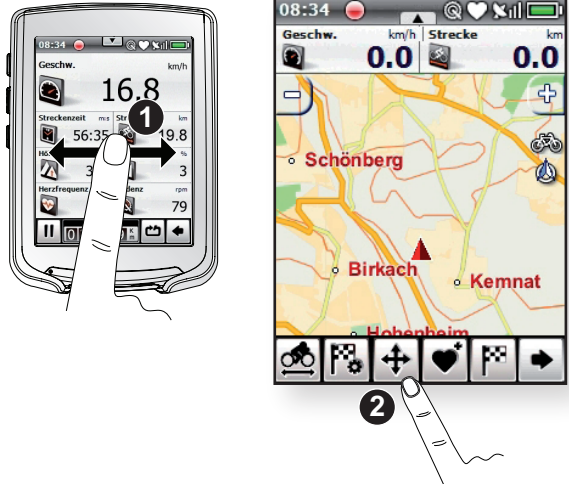 08:34
Geschw. km/h
16.8
Streckenzeit m:s km
56:35 19.8
%
3
Herzfrequenz rpm
79
1
08:34
Geschw. km/h Strecke km
0.0 0.0
Schönberg
Birkach
Kemnat
Hohenheim
2